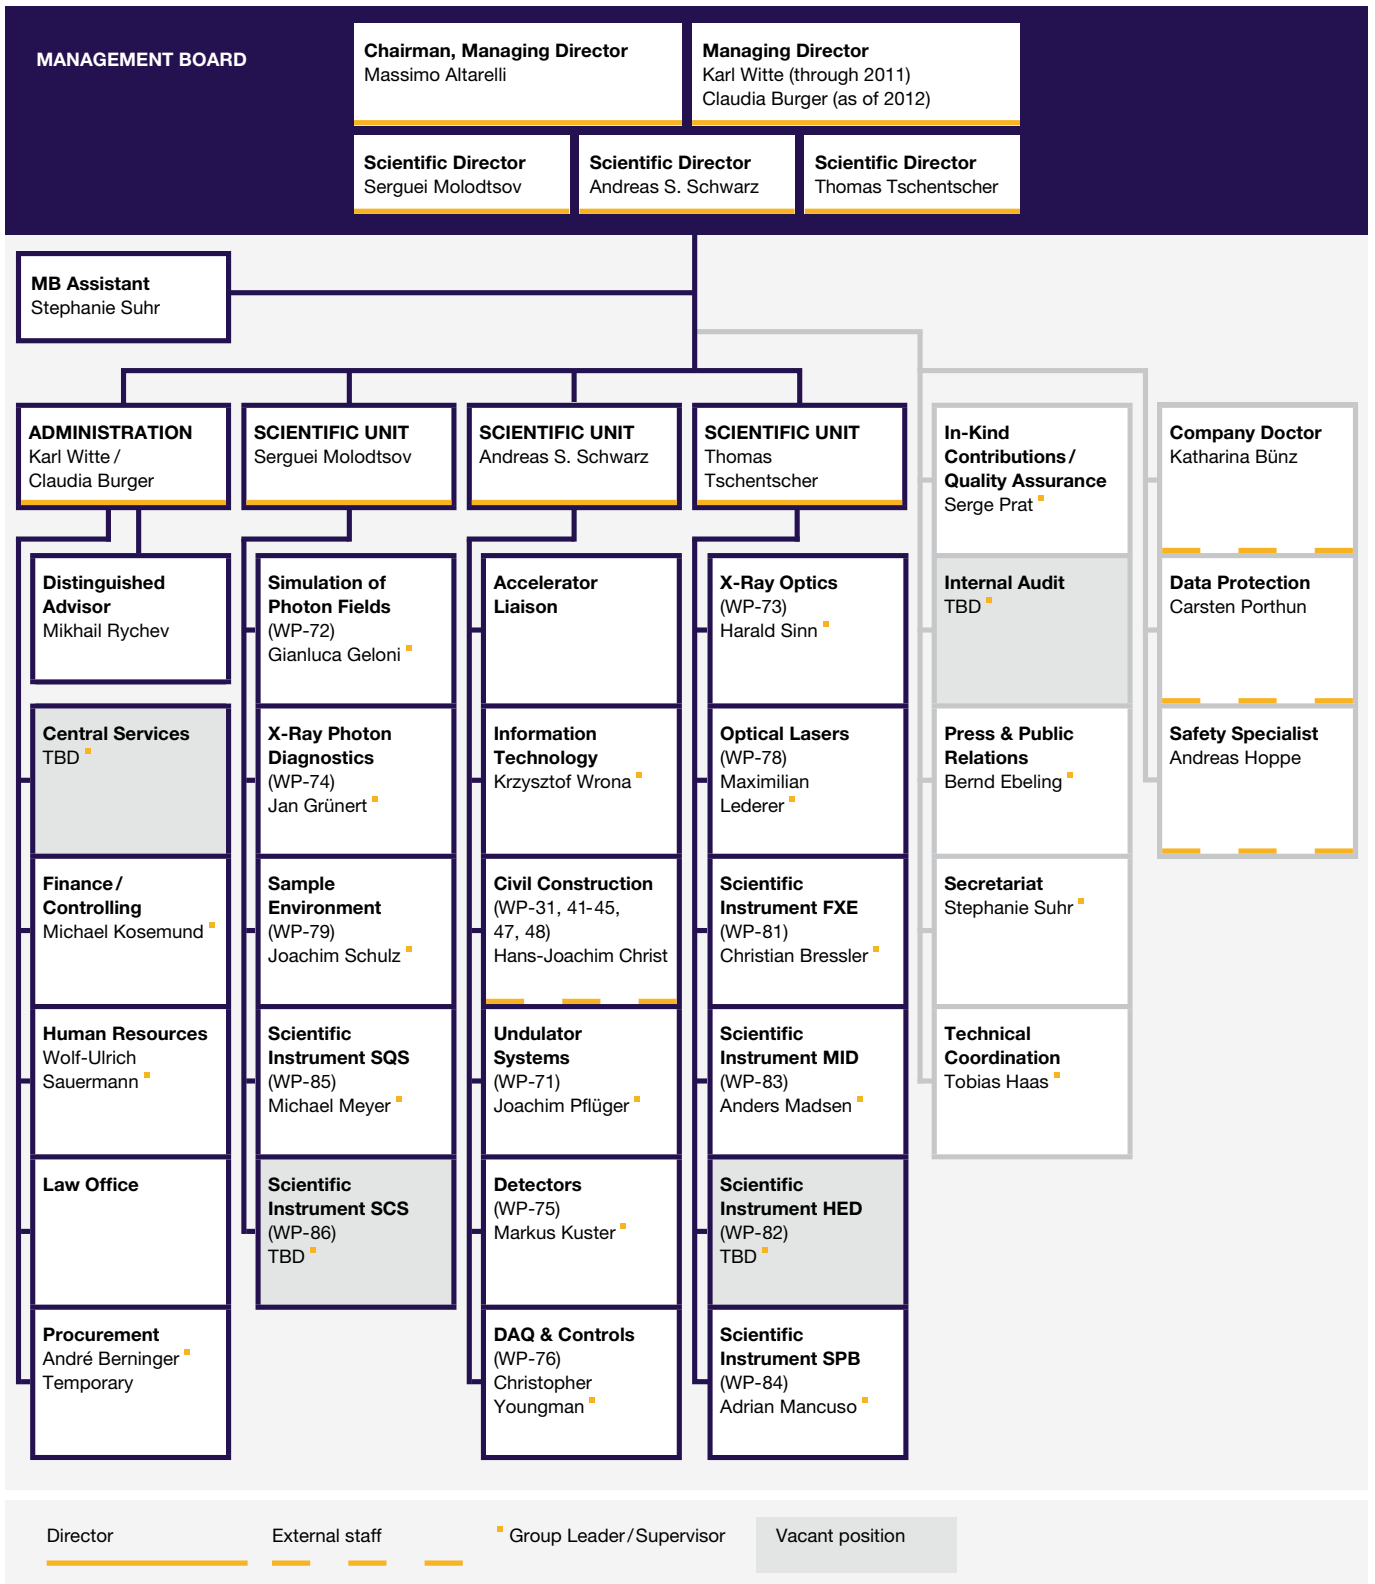 MANAGEMENT BOARD
Chairman, Managing Director
Massimo Altarelli
Managing Director
Karl Witte (through 2011)
Claudia Burger (as of 2012)
Scientific Director
Serguei Molodtsov
Scientific Director
Andreas S. Schwarz
Scientific Director
Thomas Tschentscher
MB Assistant
Stephanie Suhr
ADMINISTRATION
Karl Witte /
Claudia Burger
Distinguished
Advisor
Mikhail Rychev
Central Services
TBD
Finance /
Controlling
Michael Kosemund
Human Resources
Wolf-Ulrich
Sauermann
Law Office
Procurement
André Berninger
Temporary
SCIENTIFIC UNIT
Serguei Molodtsov
Simulation of
Photon Fields
(WP-72)
Gianluca Geloni
X-Ray Photon
Diagnostics
(WP-74)
Jan Grünert
Sample
Environment
(WP-79)
Joachim Schulz
Scientific
Instrument SQS
(WP-85)
Michael Meyer
Scientific
Instrument SCS
(WP-86)
TBD
SCIENTIFIC UNIT
Andreas S. Schwarz
Accelerator
Liaison
Information
Technology
Krzysztof Wrona
Civil Construction
(WP-31, 41-45,
47, 48)
Hans-Joachim Christ
Undulator
Systems
(WP-71)
Joachim Pflüger
Detectors
(WP-75)
Markus Kuster
DAQ & Controls
(WP-76)
Christopher
Youngman
SCIENTIFIC UNIT
Thomas
Tschentscher
X-Ray Optics
(WP-73)
Harald Sinn
Optical Lasers
(WP-78)
Maximilian
Lederer
Scientific
Instrument FXE
(WP-81)
Christian Bressler
Scientific
Instrument MID
(WP-83)
Anders Madsen
Scientific
Instrument HED
(WP-82)
TBD
Scientific
Instrument SPB
(WP-84)
Adrian Mancuso
In-Kind
Contributions /
Quality Assurance
Serge Prat
Internal Audit
TBD
Press & Public
Relations
Bernd Ebeling
Secretariat
Stephanie Suhr
Technical
Coordination
Tobias Haas
Company Doctor
Katharina Bünz
Data Protection
Carsten Porthun
Safety Specialist
Andreas Hoppe
Director
External staff
Group Leader / Supervisor
Vacant position